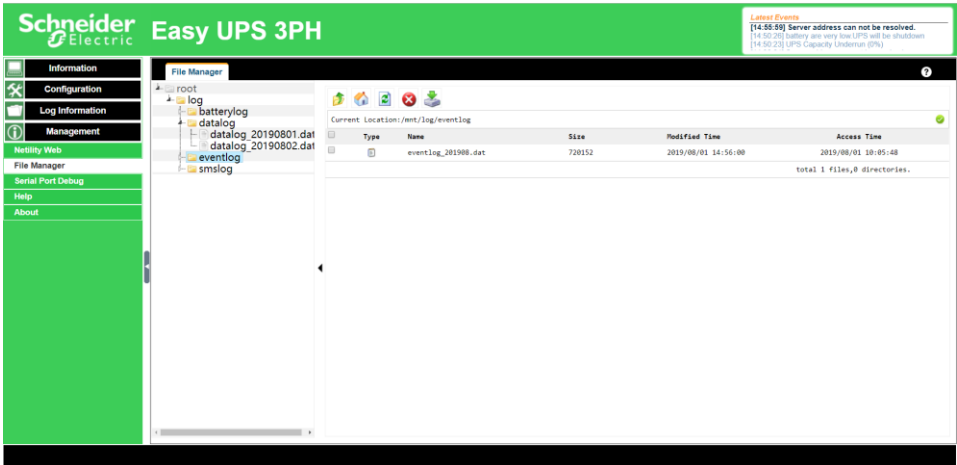 Schneider
Electric
Easy UPS 3PH
Latest Events
[14:55:59] Server address can not be resolved.
[14:50:26] battery are very low UPS will be shutdown
[14:50:23] UPS Capacity Underrun (0%)
Information
Configuration
Log Information
Management
Netility Web
File Manager
Serial Port Debug
Help
About
File Manager
?
root
log
batterylog
datalog
datalog_20190801.dat
datalog_20190802.dat
eventlog
smslog
Current Location:/mnt/log/eventlog
Type Name Size Modified Time Access Time
eventlog_201908.dat 720152 2019/08/01 14:56:00 2019/08/01 10:05:48
total 1 files,0 directories.